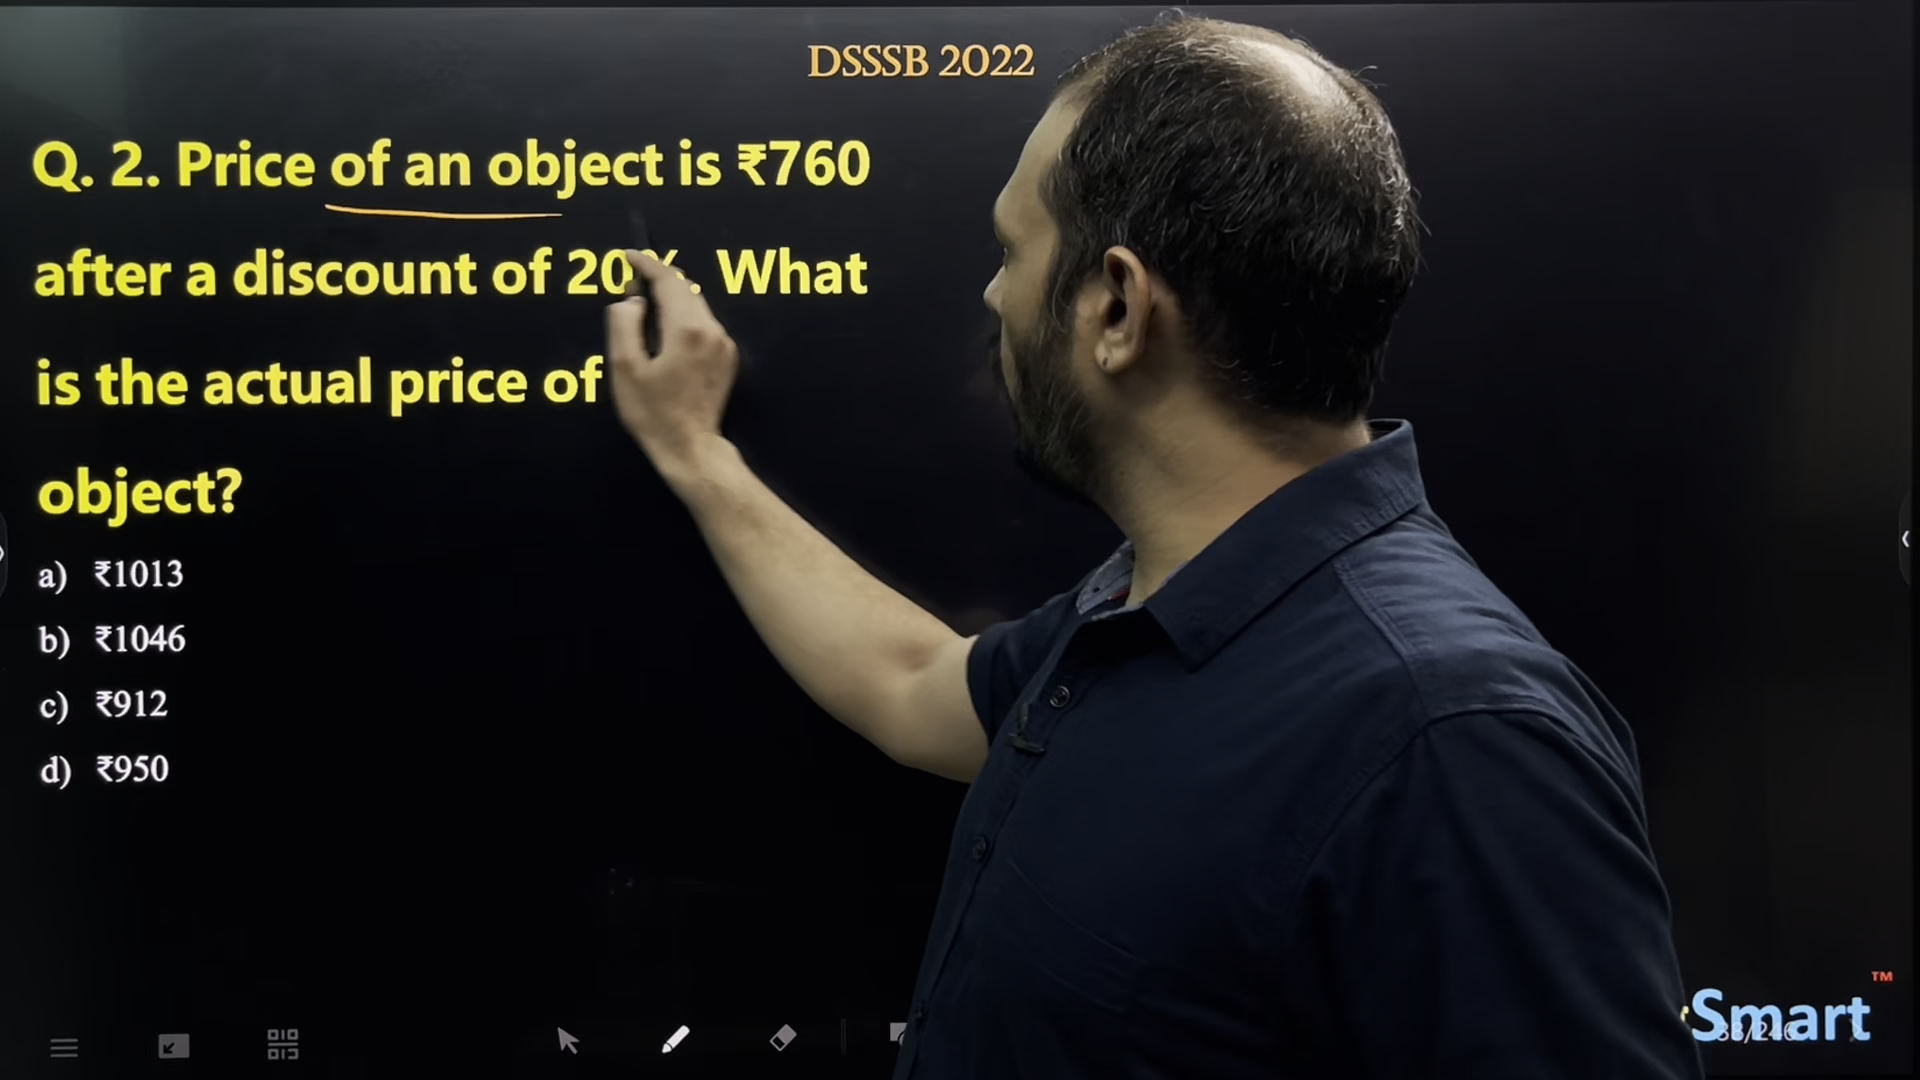 DSSSB 2022
Q. 2. Price of an object is ₹760
after a discount of 20%. What
is the actual price of
object?
a) ₹1013
b) ₹1046
c) ₹912
d) ₹950
Smart™